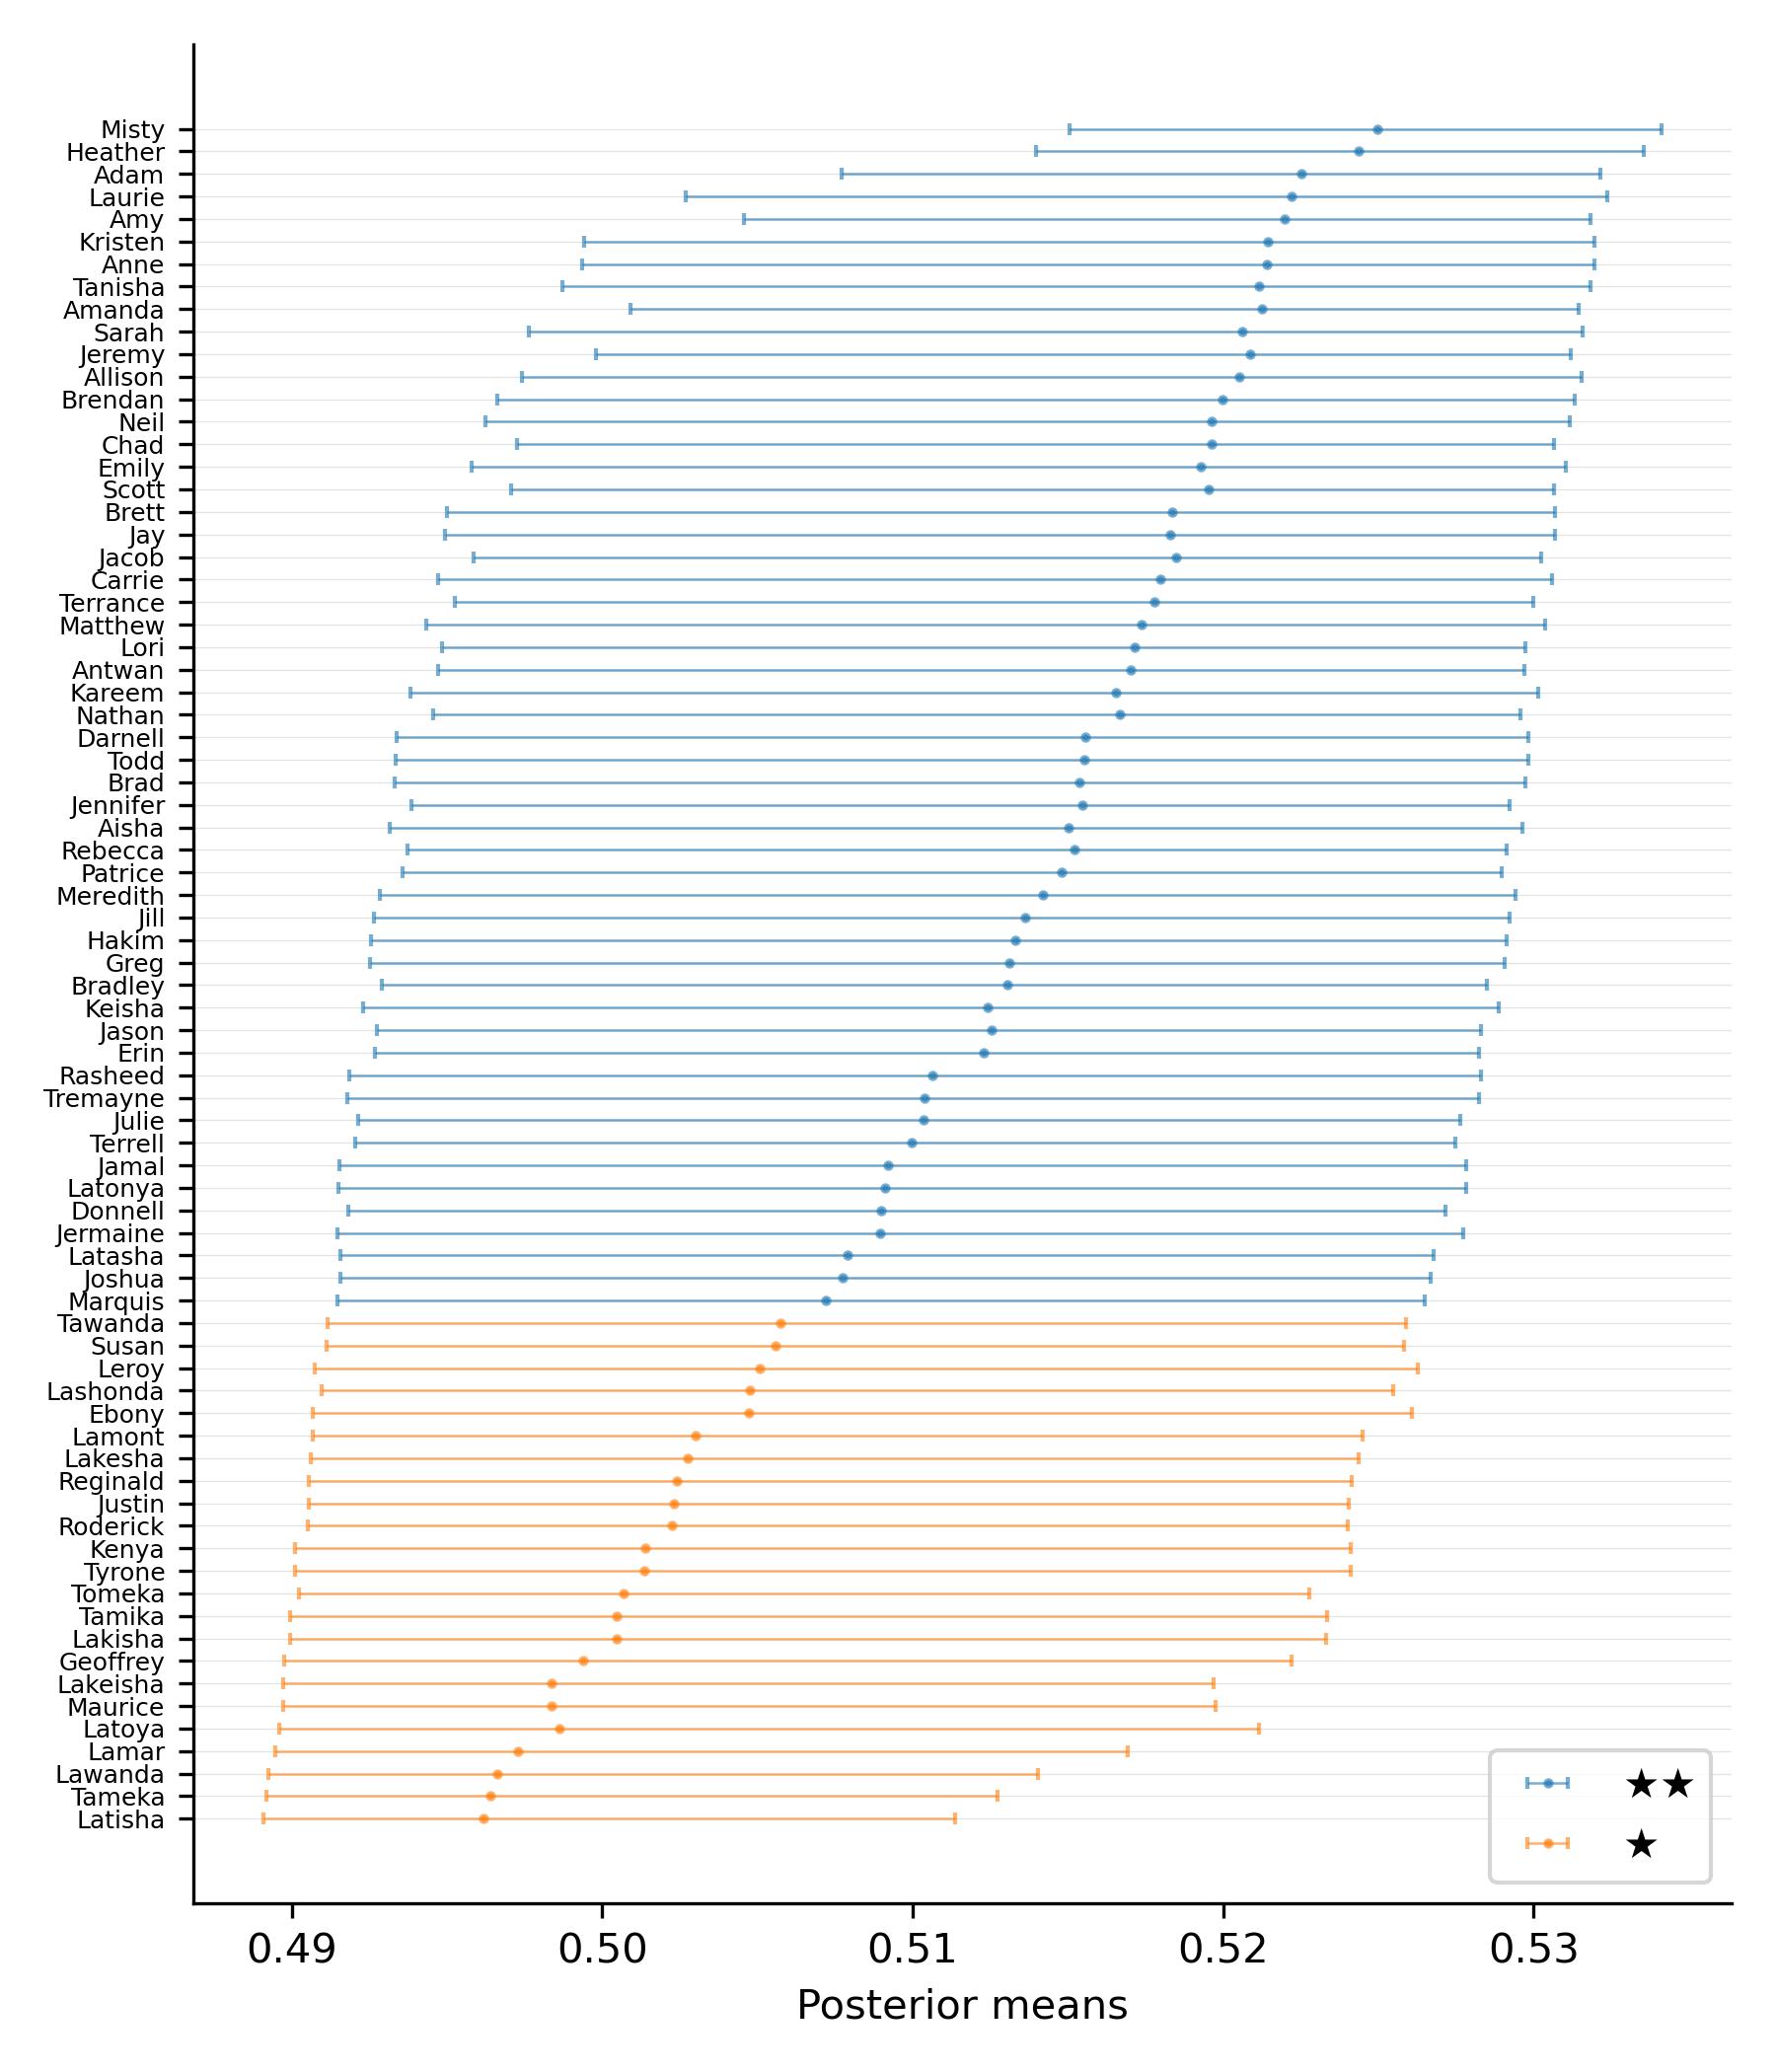 Misty
Heather
Adam
Laurie
Amy
Kristen
Anne
Tanisha
Amanda
Sarah
Jeremy
Allison
Brendan
Neil
Chad
Emily
Scott
Brett
Jay
Jacob
Carrie
Terrance
Matthew
Lori
Antwan
Kareem
Nathan
Darnell
Todd
Brad
Jennifer
Aisha
Rebecca
Patrice
Meredith
Jill
Hakim
Greg
Bradley
Keisha
Jason
Erin
Rasheed
Tremayne
Julie
Terrell
Jamal
Latonya
Donnell
Jermaine
Latasha
Joshua
Marquis
Tawanda
Susan
Leroy
Lashonda
Ebony
Lamont
Lakesha
Reginald
Justin
Roderick
Kenya
Tyrone
Tomeka
Tamika
Lakisha
Geoffrey
Lakeisha
Maurice
Latoya
Lamar
Lawanda
Tameka
Latisha
★★
★
0.49 0.50 0.51 0.52 0.53
Posterior means